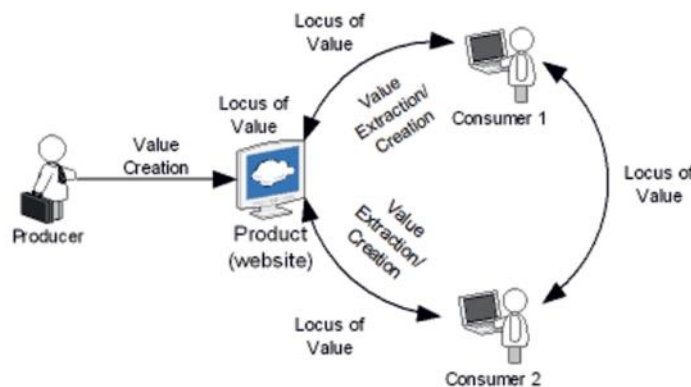 Locus of
Value
Locus of
Value
Value
Extraction/
Creation
Consumer 1
Value
Creation
Locus of
Value
Producer
Product
(website)
Value
Extraction/
Creation
Locus of
Value
Consumer 2